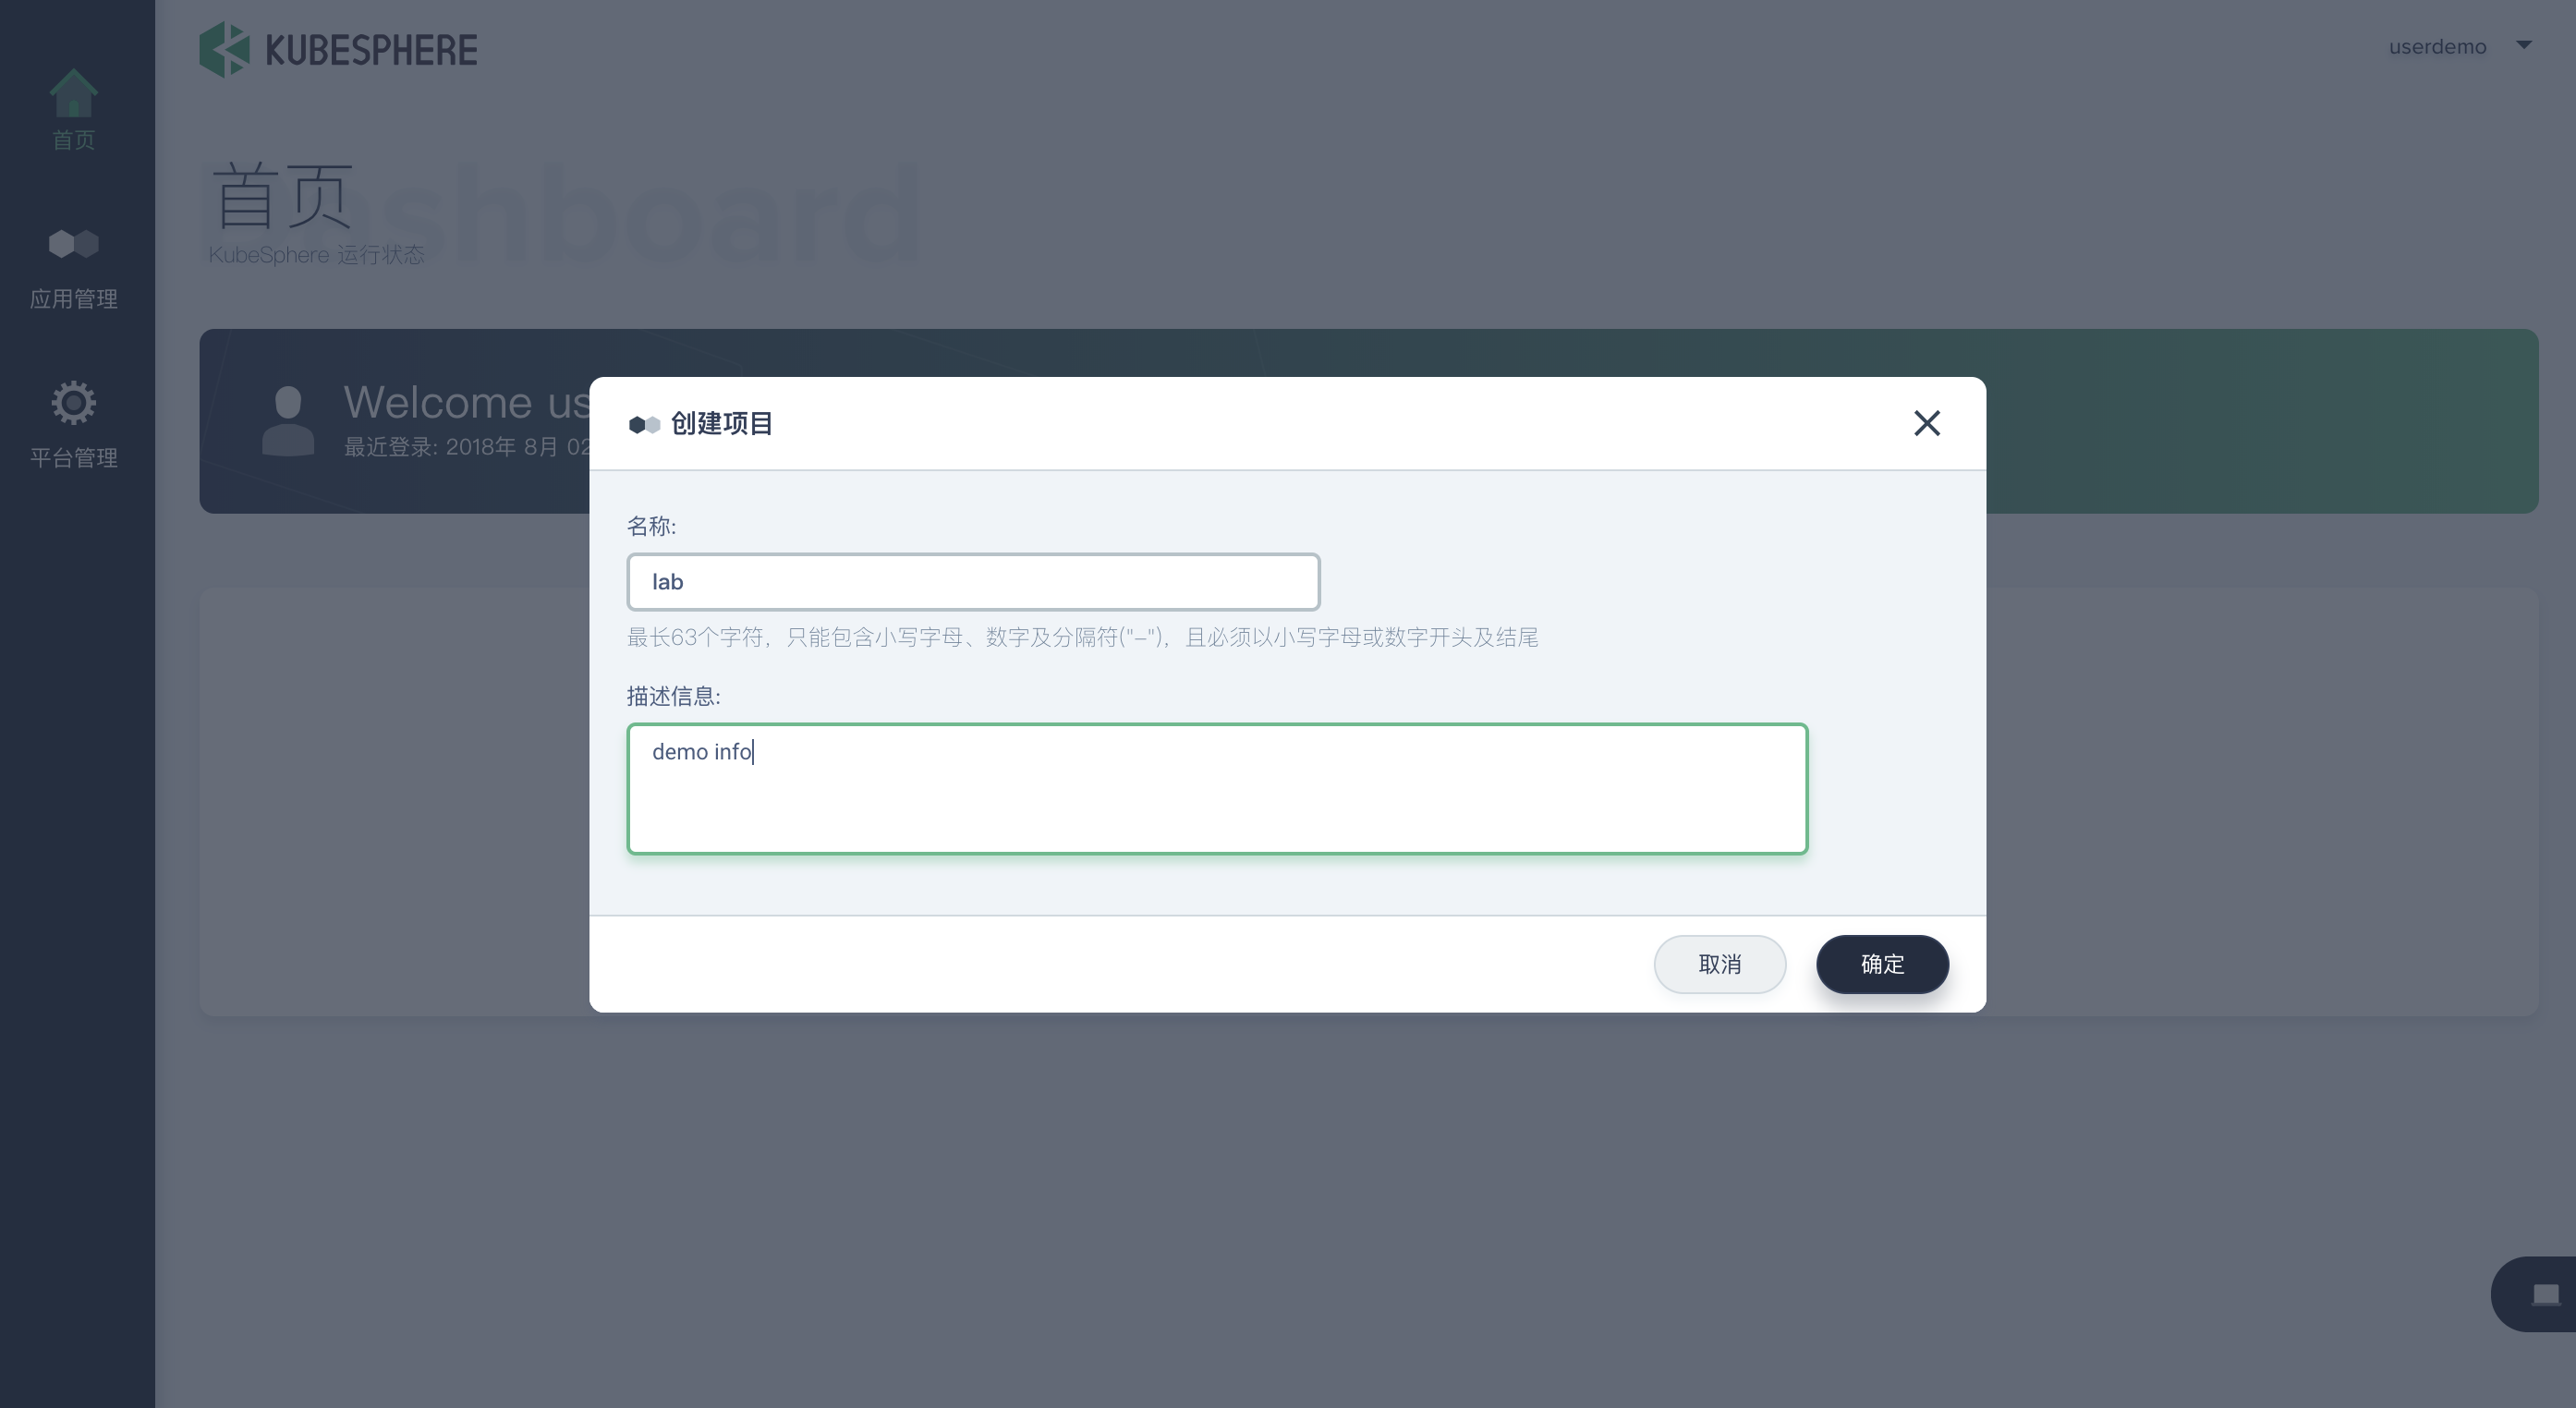 KUBESPHERE
userdemo
首页
应用管理
平台管理
首页
KubeSphere 运行状态
Welcome us
最近登录: 2018年 8月 02
创建项目
名称:
lab
最长63个字符，只能包含小写字母、数字及分隔符("-")，且必须以小写字母或数字开头及结尾
描述信息:
demo info
取消
确定